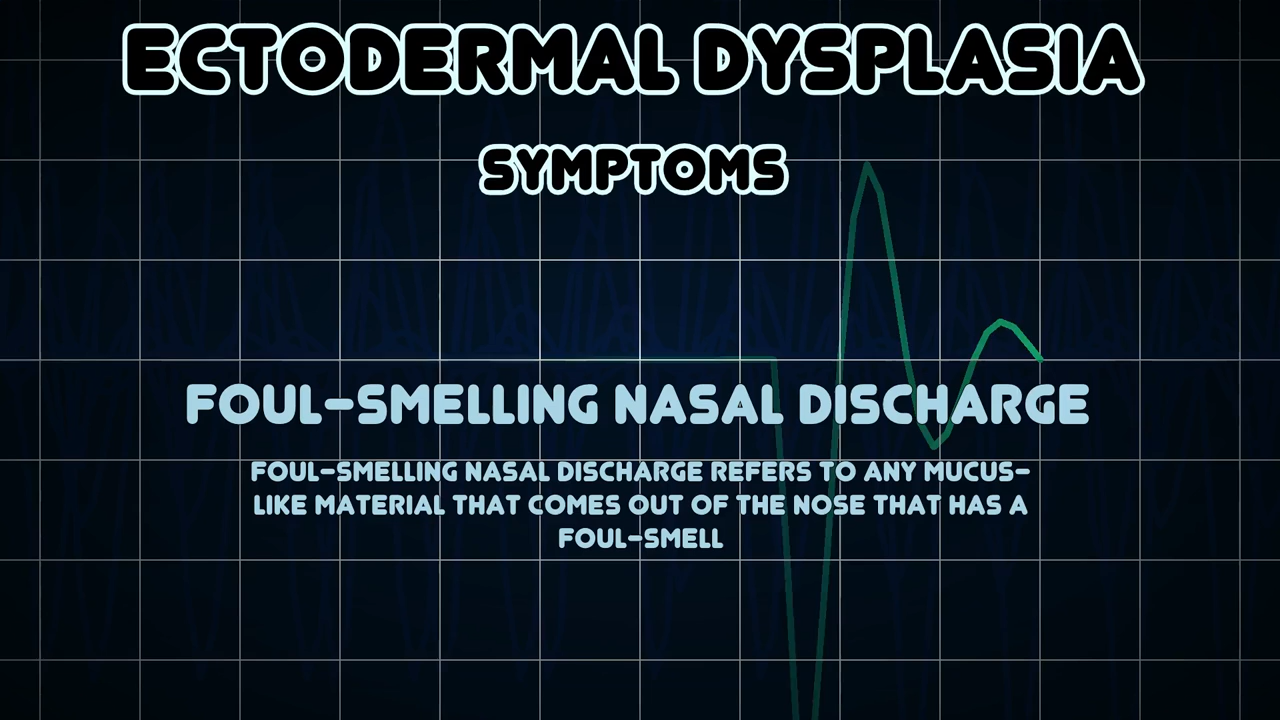 ECTODERMAL DYSPLASIA
SYMPTOMS
FOUL-SMELLING NASAL DISCHARGE
FOUL-SMELLING NASAL DISCHARGE REFERS TO ANY MUCUS-
LIKE MATERIAL THAT COMES OUT OF THE NOSE THAT HAS A
FOUL-SMELL